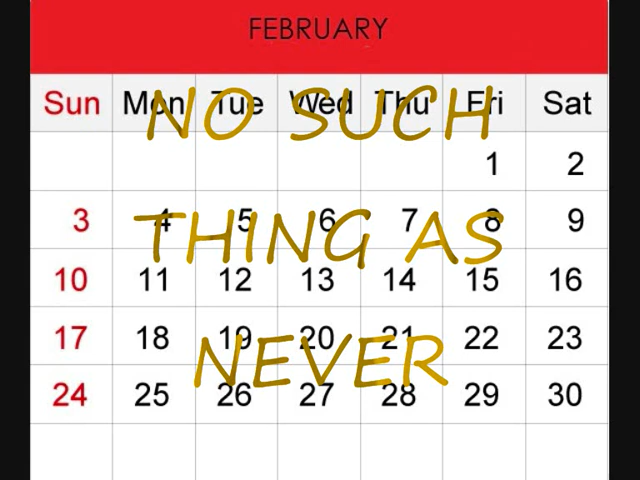 FEBRUARY
Sun Mon Tue Wed Thu Fri Sat
NO SUCH
1 2
3 4 5 6 7 8 9
THING AS
10 11 12 13 14 15 16
17 18 19 20 21 22 23
NEVER
24 25 26 27 28 29 30